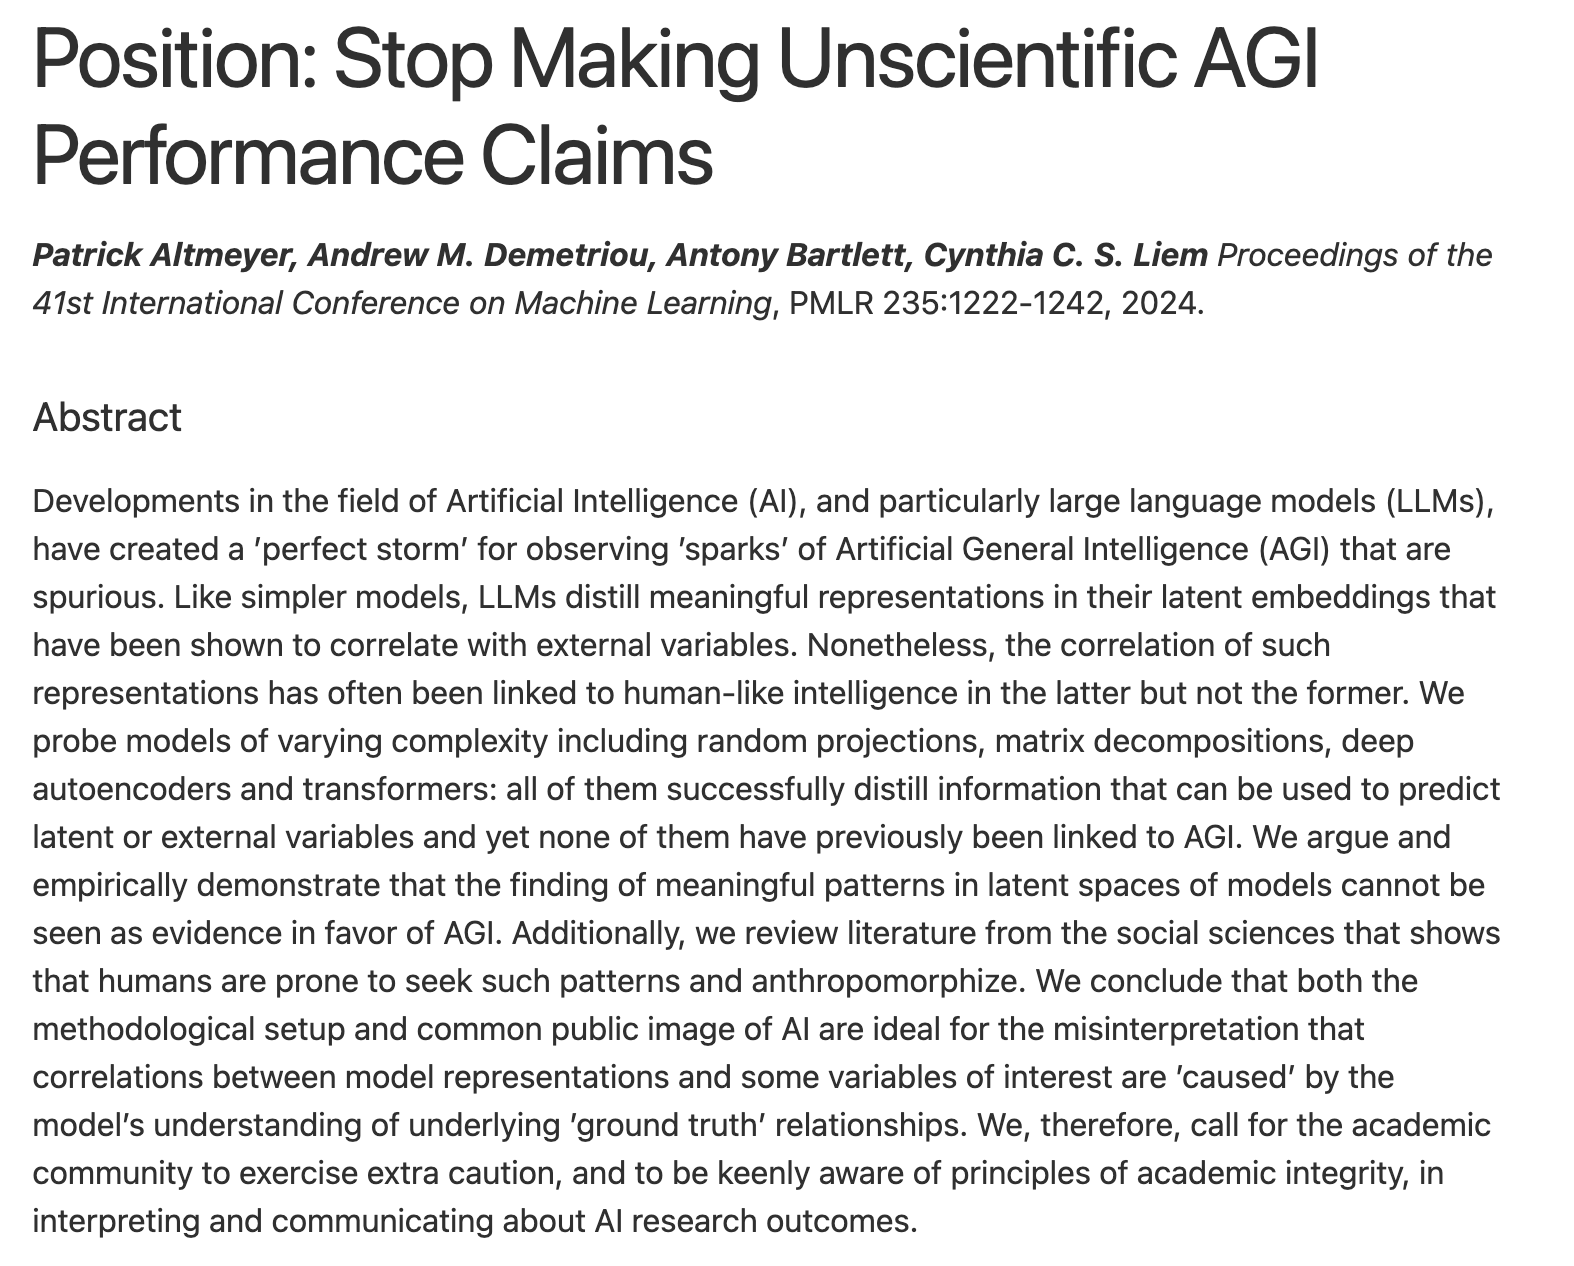 Position: Stop Making Unscientific AGI
Performance Claims
Patrick Altmeyer, Andrew M. Demetriou, Antony Bartlett, Cynthia C. S. Liem Proceedings of the
41st International Conference on Machine Learning, PMLR 235:1222-1242, 2024.
Abstract
Developments in the field of Artificial Intelligence (AI), and particularly large language models (LLMs),
have created a ’perfect storm’ for observing ’sparks’ of Artificial General Intelligence (AGI) that are
spurious. Like simpler models, LLMs distill meaningful representations in their latent embeddings that
have been shown to correlate with external variables. Nonetheless, the correlation of such
representations has often been linked to human-like intelligence in the latter but not the former. We
probe models of varying complexity including random projections, matrix decompositions, deep
autoencoders and transformers: all of them successfully distill information that can be used to predict
latent or external variables and yet none of them have previously been linked to AGI. We argue and
empirically demonstrate that the finding of meaningful patterns in latent spaces of models cannot be
seen as evidence in favor of AGI. Additionally, we review literature from the social sciences that shows
that humans are prone to seek such patterns and anthropomorphize. We conclude that both the
methodological setup and common public image of AI are ideal for the misinterpretation that
correlations between model representations and some variables of interest are ’caused’ by the
model’s understanding of underlying ’ground truth’ relationships. We, therefore, call for the academic
community to exercise extra caution, and to be keenly aware of principles of academic integrity, in
interpreting and communicating about AI research outcomes.